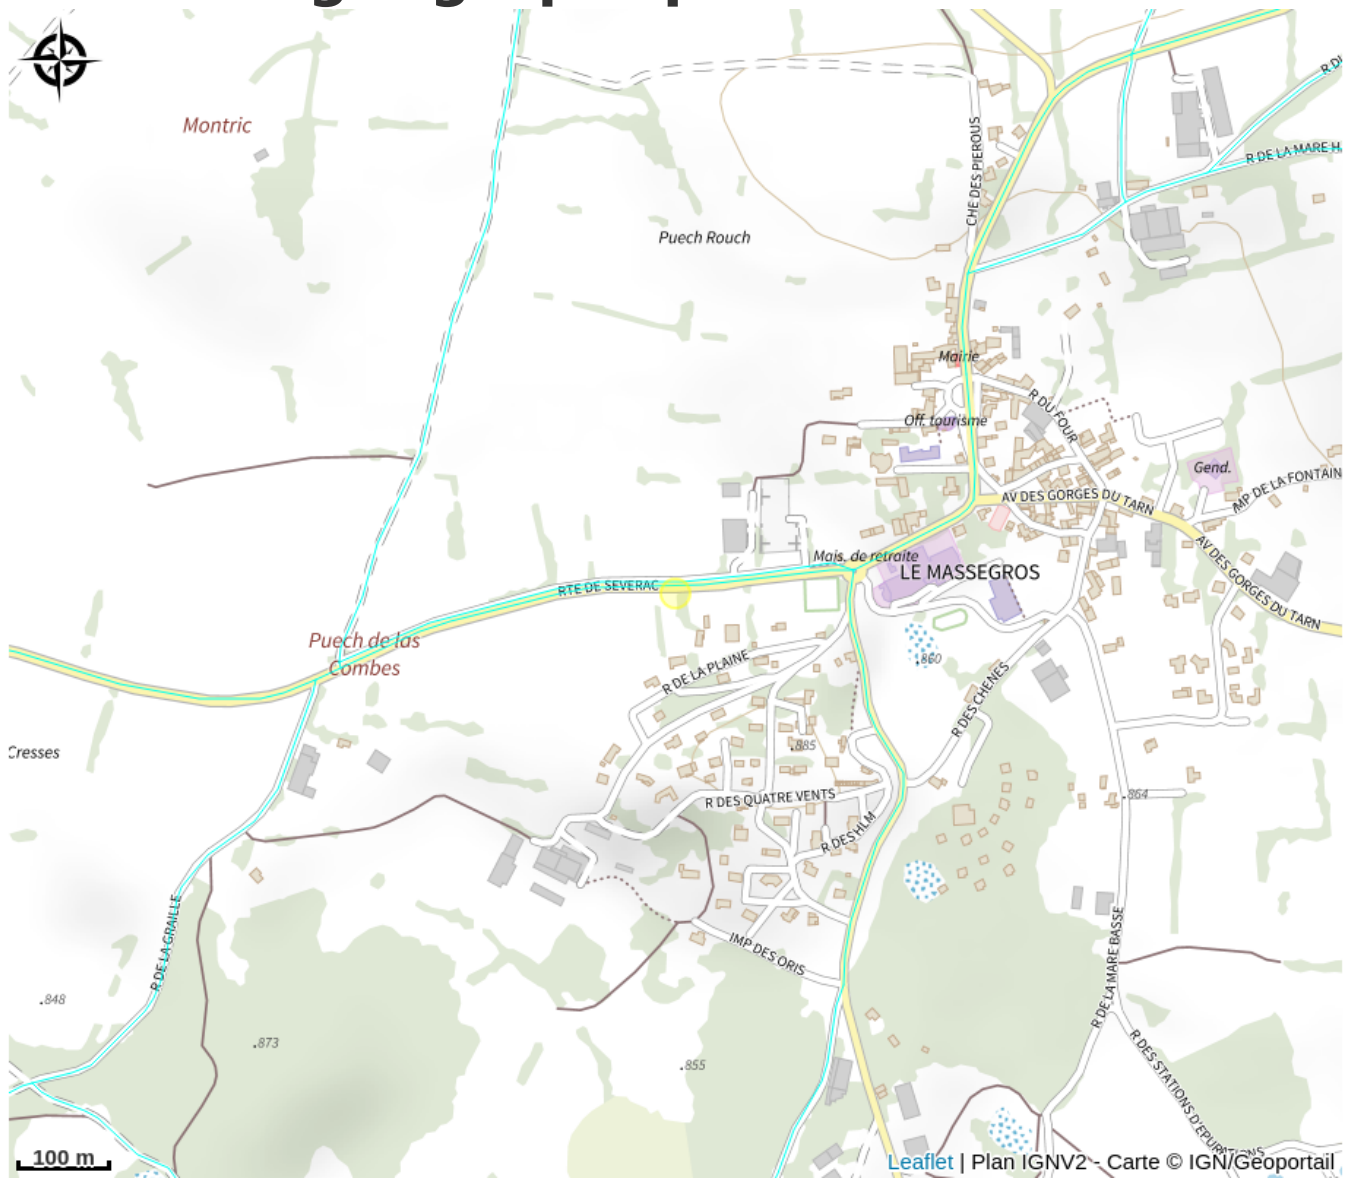 R D
Montric
R DE LA MARE H
CHE DES PIEROUS
Puech Rouch
Mairie
R DU FOUR
Off. tourisme
Gend.
IMP DE LA FONTAIN
AV DES GORGES DU TARN
Mais. de retraite
LE MASSEGROS
AV DES GORGES DU TARN
RTE DE SEVERAC
Puech de las
Combes
.860
R DE LA PLAINE
R DES CHENES
Cresses
.885
R DES QUATRE VENTS
.864
R DES HLM
R DE LA GRAILLE
IMP DES ORIS
R DE LA MARE BASSE
.848
.873
.855
R DES STATIONS D'EPURATIONS
100 m
Leaflet | Plan IGNV2 - Carte © IGN/Geoportail